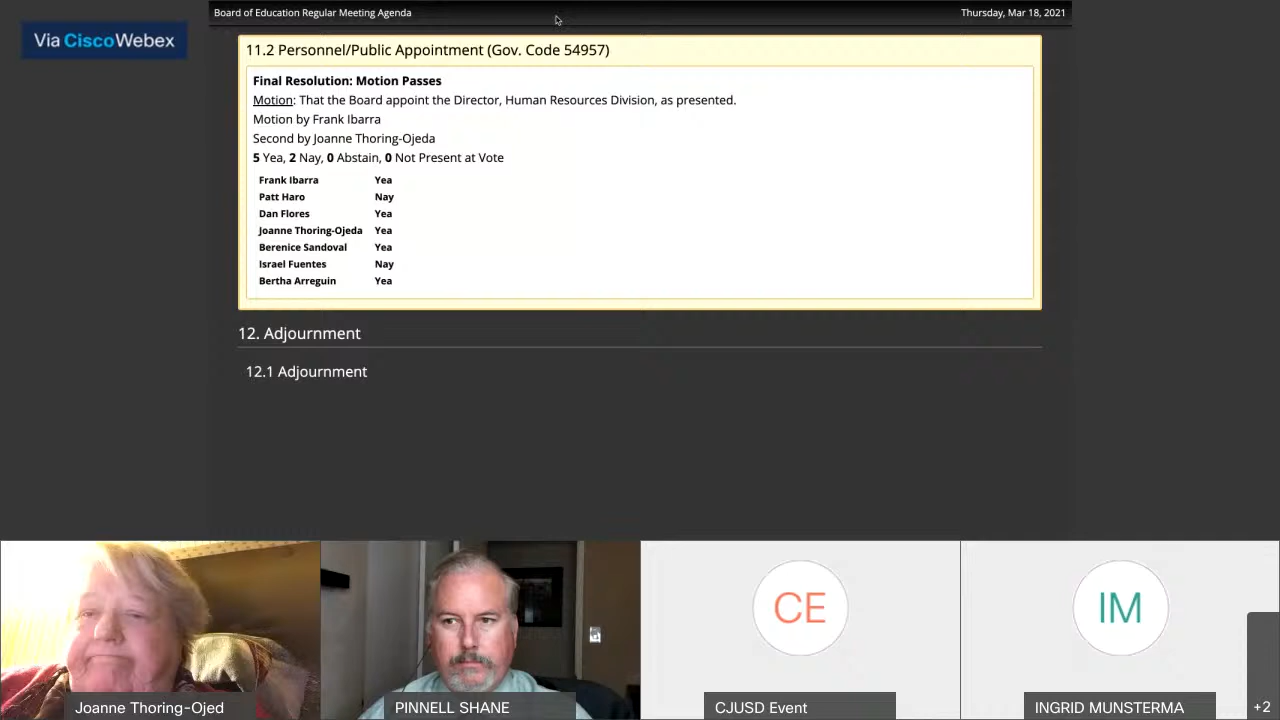 Via CiscoWebex
Board of Education Regular Meeting Agenda
Thursday, Mar 18, 2021
11.2 Personnel/Public Appointment (Gov. Code 54957)
Final Resolution: Motion Passes
Motion: That the Board appoint the Director, Human Resources Division, as presented.
Motion by Frank Ibarra
Second by Joanne Thoring-Ojeda
5 Yea, 2 Nay, 0 Abstain, 0 Not Present at Vote
Frank Ibarra Yea
Patt Haro Nay
Dan Flores Yea
Joanne Thoring-Ojeda Yea
Berenice Sandoval Yea
Israel Fuentes Nay
Bertha Arreguin Yea
12. Adjournment
12.1 Adjournment
CE
IM
Joanne Thoring-Ojed
PINNELL SHANE
CJUSD Event
INGRID MUNSTERMA
+2